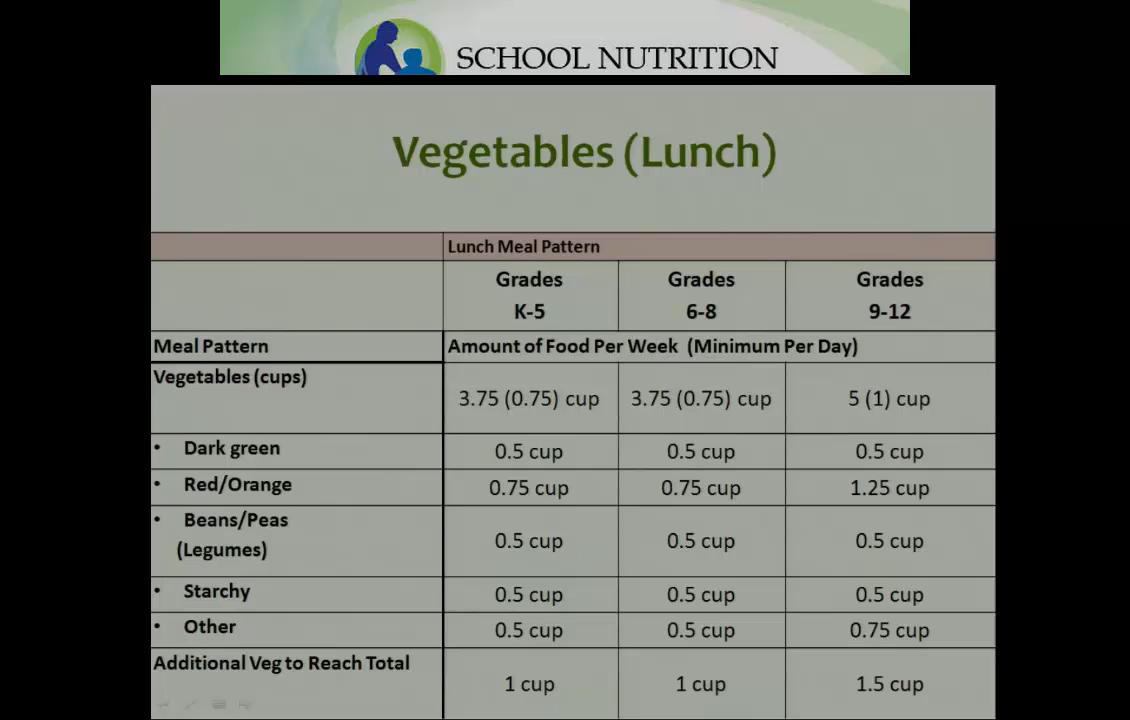 SCHOOL NUTRITION
Vegetables (Lunch)
Lunch Meal Pattern
Grades K-5
Grades 6-8
Grades 9-12
Meal Pattern
Amount of Food Per Week (Minimum Per Day)
Vegetables (cups) 3.75 (0.75) cup 3.75 (0.75) cup 5 (1) cup
• Dark green 0.5 cup 0.5 cup 0.5 cup
• Red/Orange 0.75 cup 0.75 cup 1.25 cup
• Beans/Peas
(Legumes) 0.5 cup 0.5 cup 0.5 cup
• Starchy 0.5 cup 0.5 cup 0.5 cup
• Other 0.5 cup 0.5 cup 0.75 cup
Additional Veg to Reach Total 1 cup 1 cup 1.5 cup